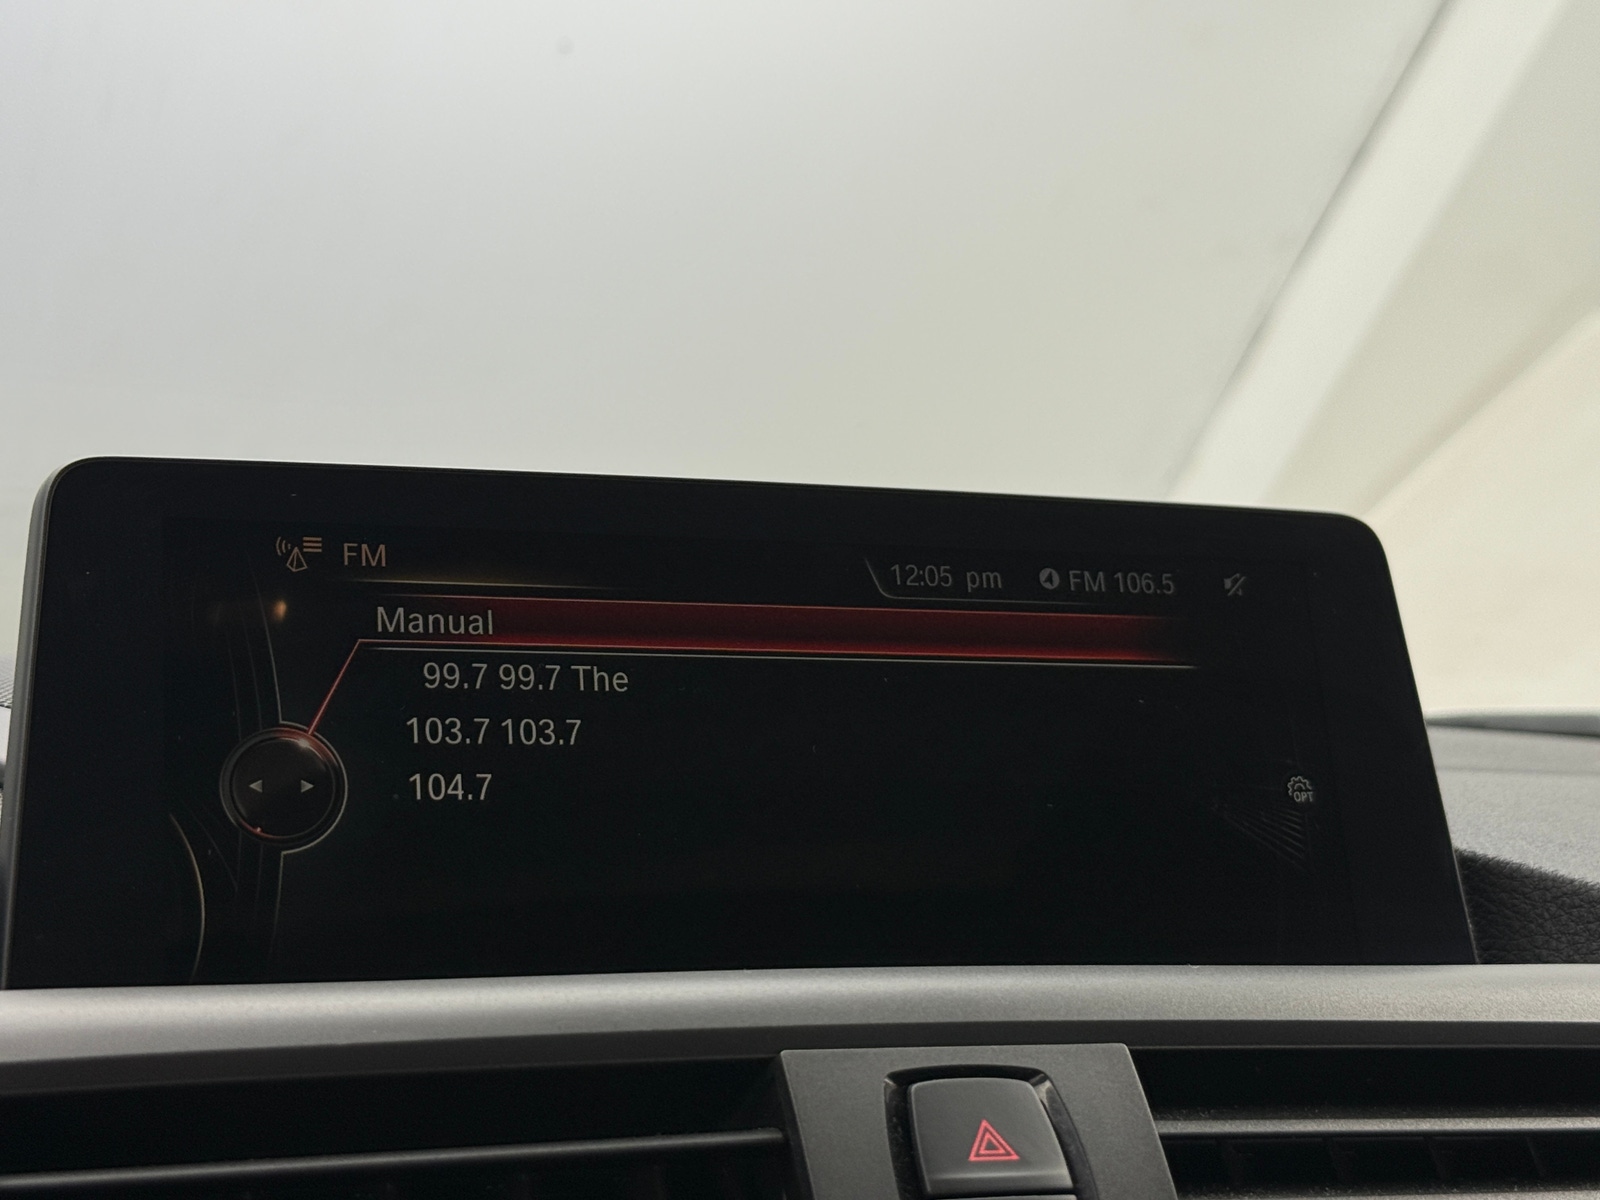 FM
12:05 pm FM 106.5
Manual
99.7 99.7 The
103.7 103.7
104.7
OPT